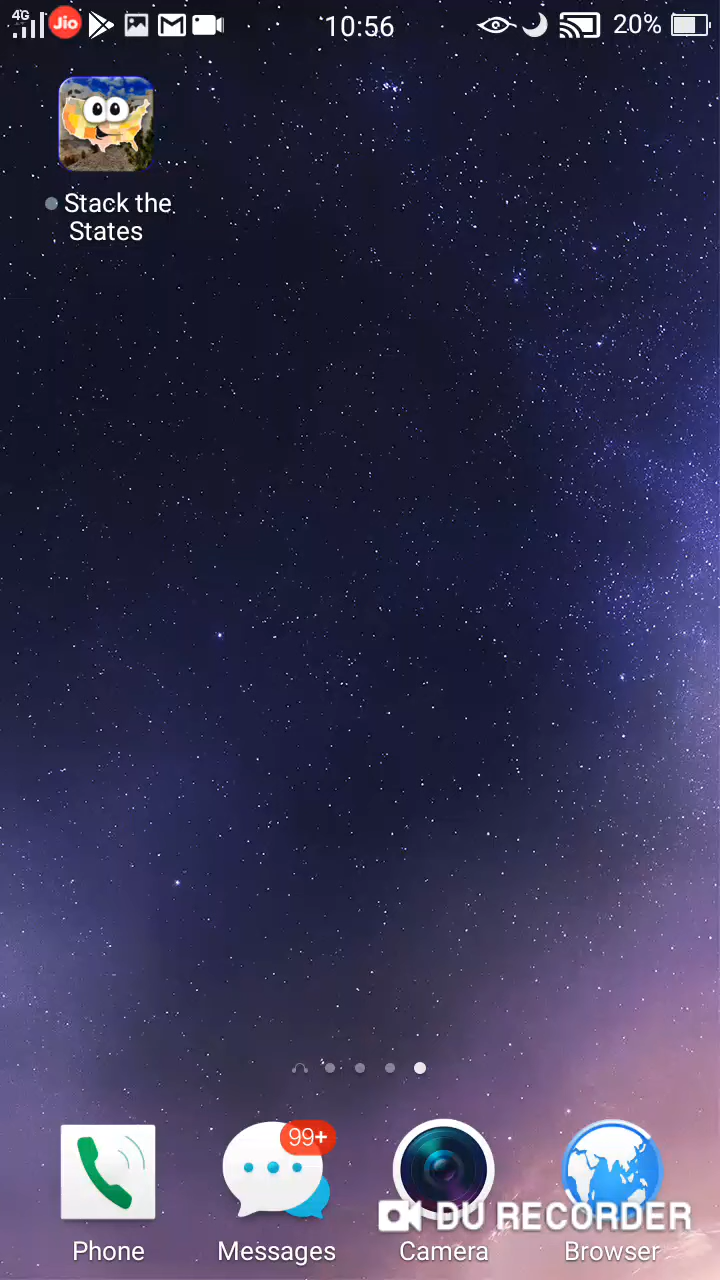 4G
Jio
10:56
20%
Stack the
States
99+
DU RECORDER
Phone
Messages
Camera
Browser